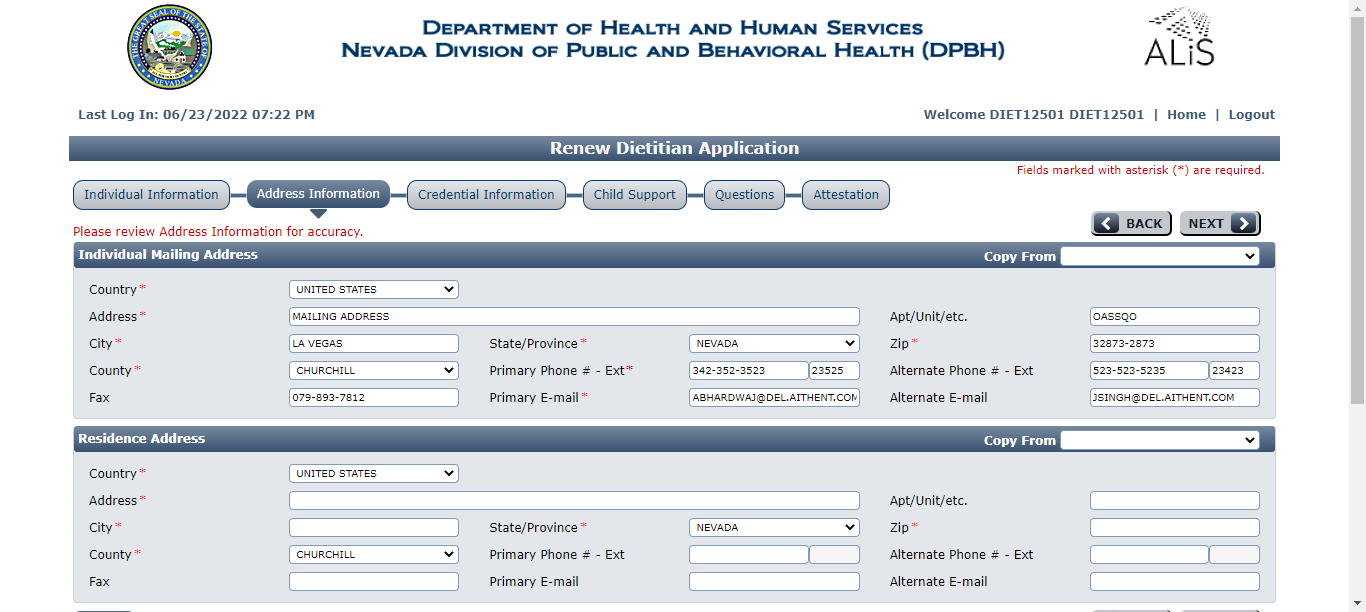 THE GREAT SEAL OF THE STATE OF NEVADA
DEPARTMENT OF HEALTH AND HUMAN SERVICES
NEVADA DIVISION OF PUBLIC AND BEHAVIORAL HEALTH (DPBH)
ALiS
Last Log In: 06/23/2022 07:22 PM
Welcome DIET12501 DIET12501 | Home | Logout
Renew Dietitian Application
Fields marked with asterisk (*) are required.
Individual Information Address Information Credential Information Child Support Questions Attestation
BACK NEXT
Please review Address Information for accuracy.
Individual Mailing Address Copy From
Country * UNITED STATES
Address * MAILING ADDRESS Apt/Unit/etc. OASSQO
City * LA VEGAS State/Province * NEVADA Zip * 32873-2873
County * CHURCHILL Primary Phone # - Ext* 342-352-3523 23525 Alternate Phone # - Ext 523-523-5235 23423
Fax 079-893-7812 Primary E-mail * ABHARDWAJ@DEL.AITHENT.COM Alternate E-mail JSINGH@DEL.AITHENT.COM
Residence Address Copy From
Country * UNITED STATES
Address * Apt/Unit/etc.
City * State/Province * NEVADA Zip *
County * CHURCHILL Primary Phone # - Ext Alternate Phone # - Ext
Fax Primary E-mail Alternate E-mail